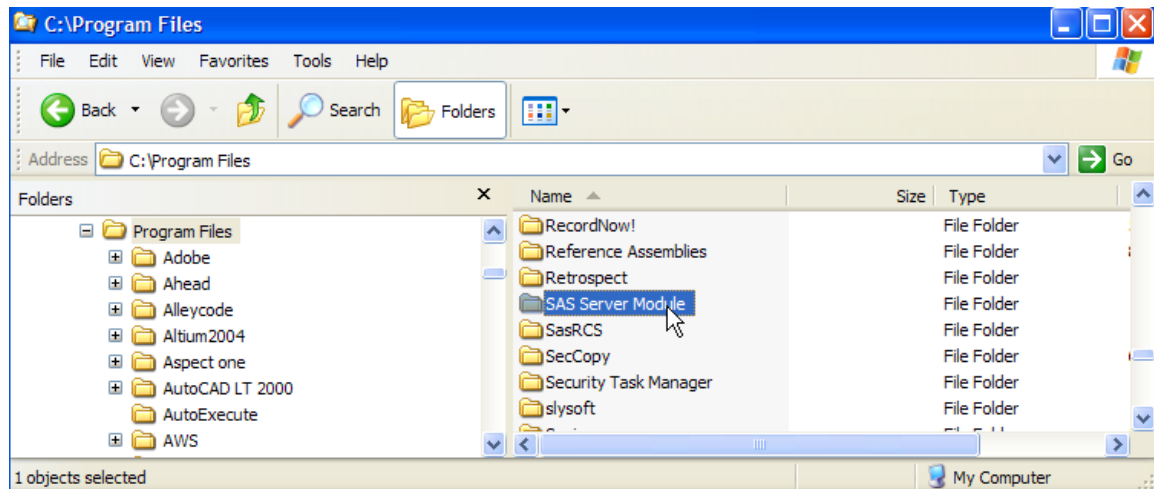 C:\Program Files
File Edit View Favorites Tools Help
Back Search Folders
Address C:\Program Files Go
Folders Name Size Type
Program Files
Adobe
Ahead
Alleycode
Altium2004
Aspect one
AutoCAD LT 2000
AutoExecute
AWS
RecordNow! File Folder
Reference Assemblies File Folder
Retrospect File Folder
SAS Server Module File Folder
SasRCS File Folder
SecCopy File Folder
Security Task Manager File Folder
slysoft File Folder
1 objects selected My Computer